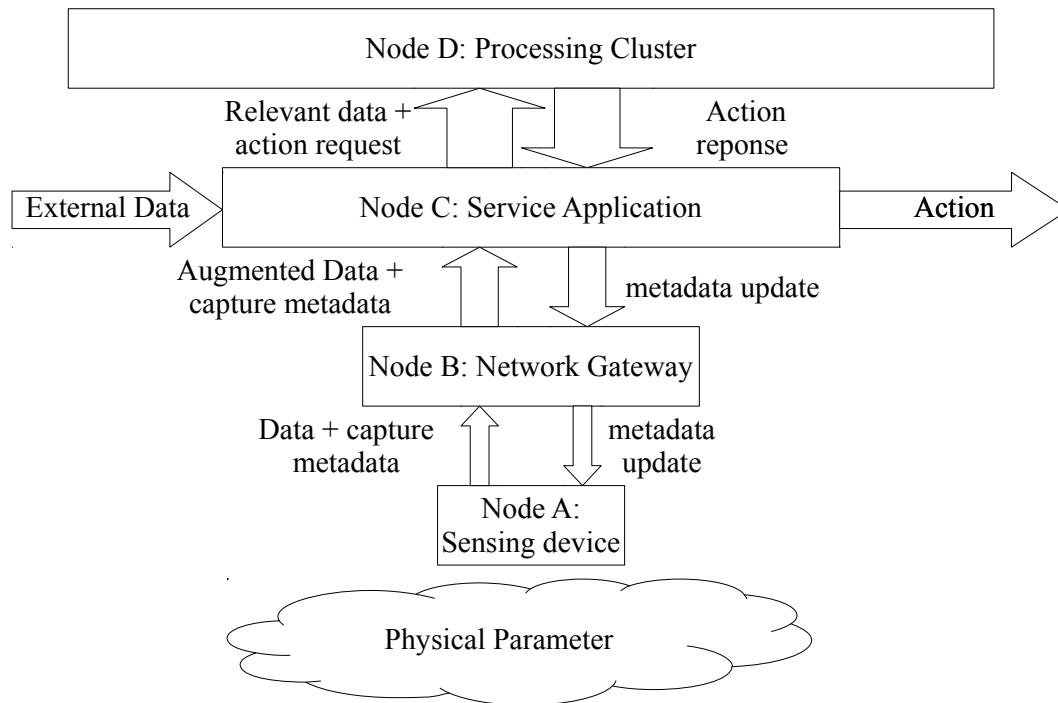 Node D: Processing Cluster
Relevant data +
action request
Action
reponse
External Data
Node C: Service Application
Action
Augmented Data +
capture metadata
metadata update
Node B: Network Gateway
Data + capture
metadata
metadata
update
Node A:
Sensing device
Physical Parameter